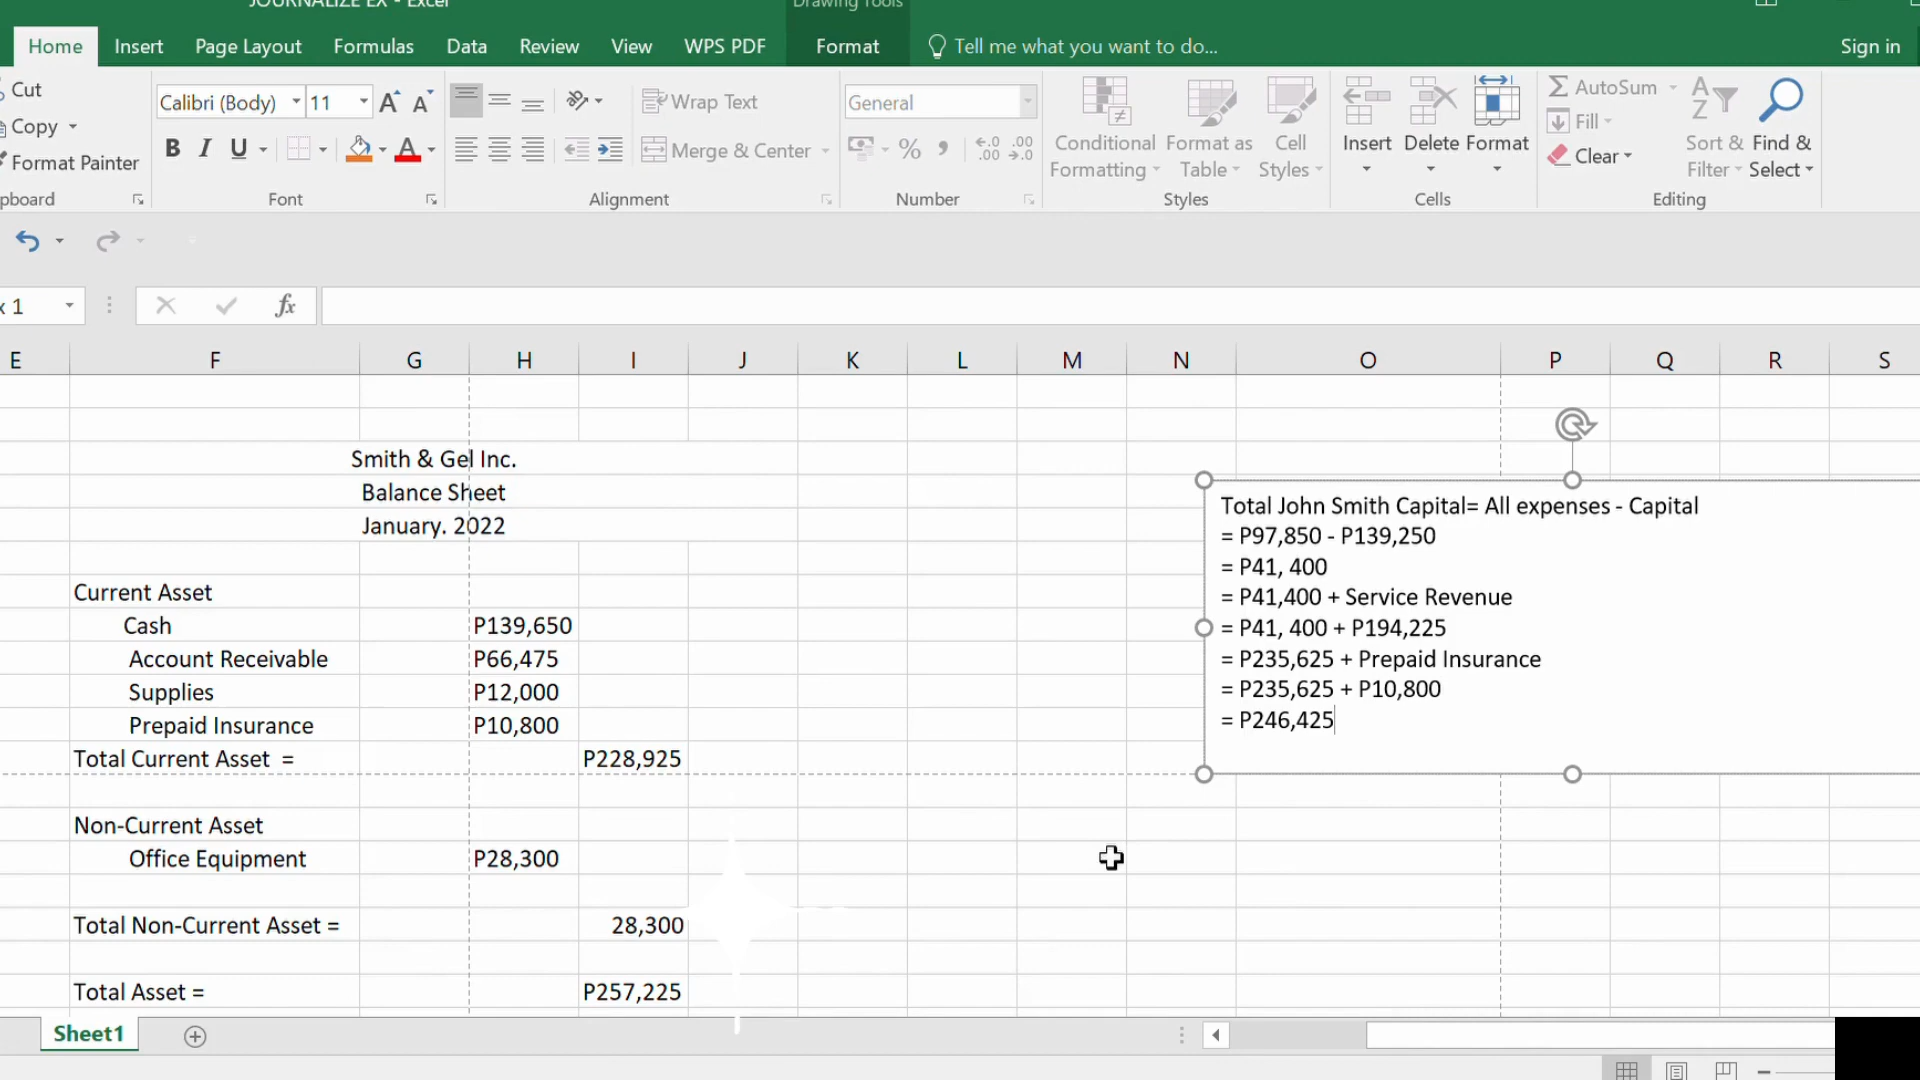 JOURNALIZE EX - Excel
Drawing Tools
Home Insert Page Layout Formulas Data Review View WPS PDF Format Tell me what you want to do... Sign in
Cut
Copy
Format Painter
Calibri (Body) 11
B I U A
Wrap Text
Merge & Center
General
%
Conditional Formatting
Format as Table
Cell Styles
Insert
Delete
Format
AutoSum
Fill
Clear
Sort & Filter
Find & Select
pboard Font Alignment Number Styles Cells Editing
x 1
fx
E F G H I J K L M N O P Q R S
Smith & Gel Inc.
Balance Sheet
January. 2022
Current Asset
Cash P139,650
Account Receivable P66,475
Supplies P12,000
Prepaid Insurance P10,800
Total Current Asset = P228,925
Non-Current Asset
Office Equipment P28,300
Total Non-Current Asset = 28,300
Total Asset = P257,225
Total John Smith Capital= All expenses - Capital
= P97,850 - P139,250
= P41, 400
= P41,400 + Service Revenue
= P41, 400 + P194,225
= P235,625 + Prepaid Insurance
= P235,625 + P10,800
= P246,425
Sheet1